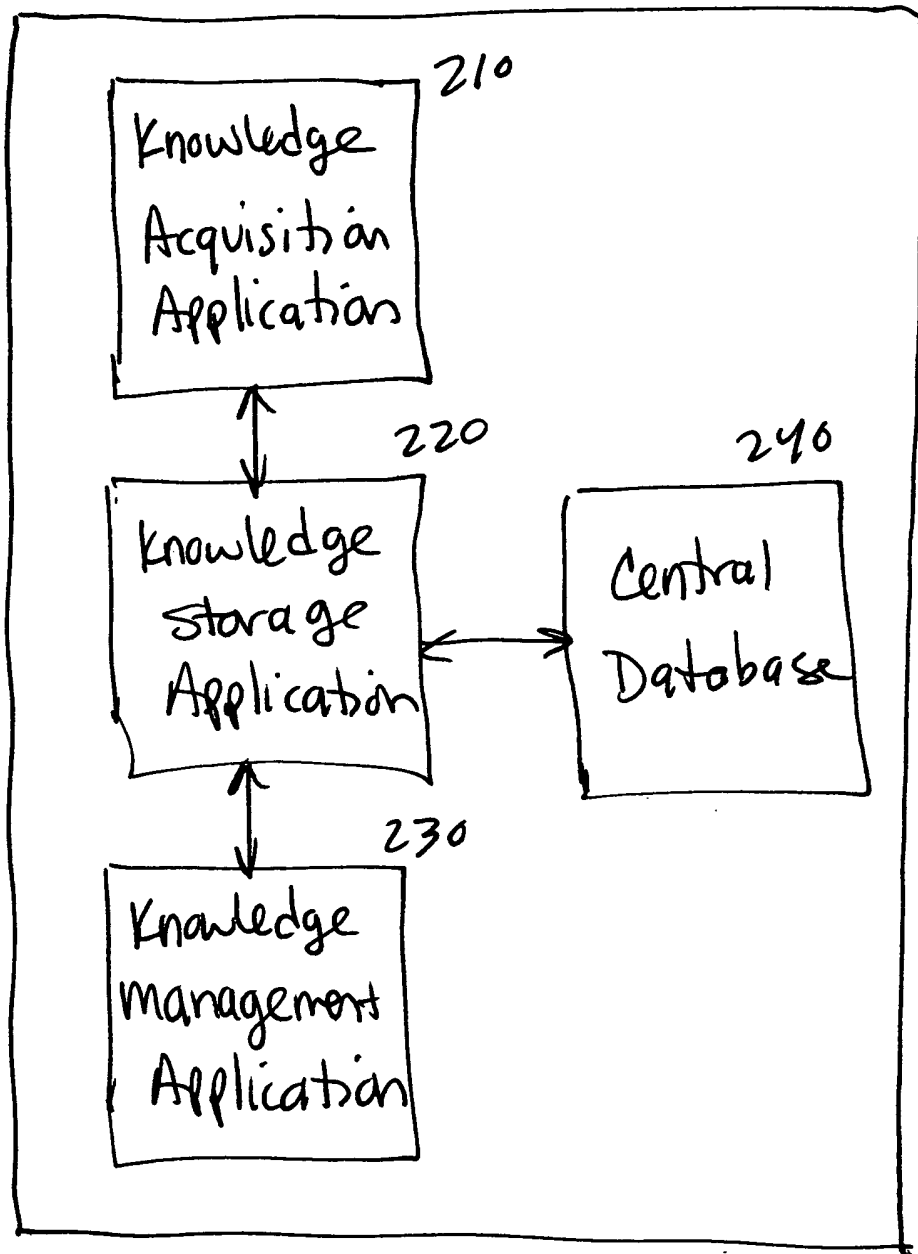 210
Knowledge
Acquisition
Application
220
Knowledge
Storage
Application
240
Central
Database
230
Knowledge
Management
Application